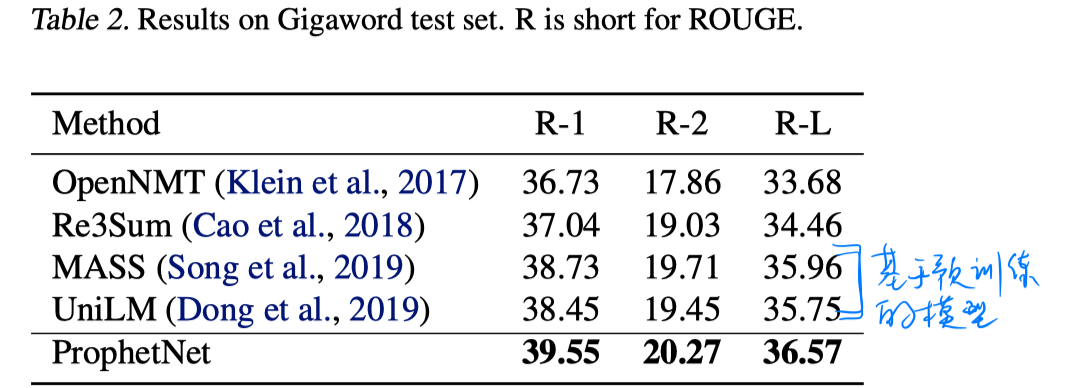 Table 2. Results on Gigaword test set. R is short for ROUGE.
Method R-1 R-2 R-L
OpenNMT (Klein et al., 2017) 36.73 17.86 33.68
Re3Sum (Cao et al., 2018) 37.04 19.03 34.46
MASS (Song et al., 2019) 38.73 19.71 35.96
UniLM (Dong et al., 2019) 38.45 19.45 35.75
ProphetNet 39.55 20.27 36.57
基于预训练
的模型